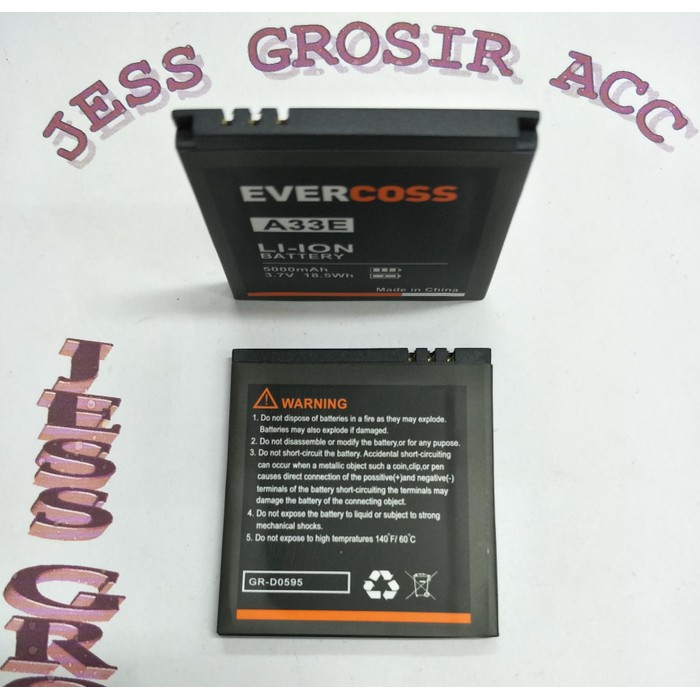 JESS GROSIR ACC
EVERCOSS
A33E
LI-ION
BATTERY
5000mAh
3.7V 18.5Wh
Made in China
JESS GRO
WARNING
1. Do not dispose of batteries in a fire as they may explode.
Batteries may also explode if damaged.
2. Do not disassemble or modify the battery,or for any pupose.
3. Do not short-circuit the battery. Accidental short-circuiting
can occur when a metallic object such a coin,clip,or pen
causes direct connection of the possitive(+)and negative(-)
terminals of the battery short-circuiting the terminals may
damage the battery of the connecting object.
4. Do not expose the battery to liquid or subject to strong
mechanical shocks.
5. Do not expose to high tempratures 140°F/ 60°C
GR-D0595